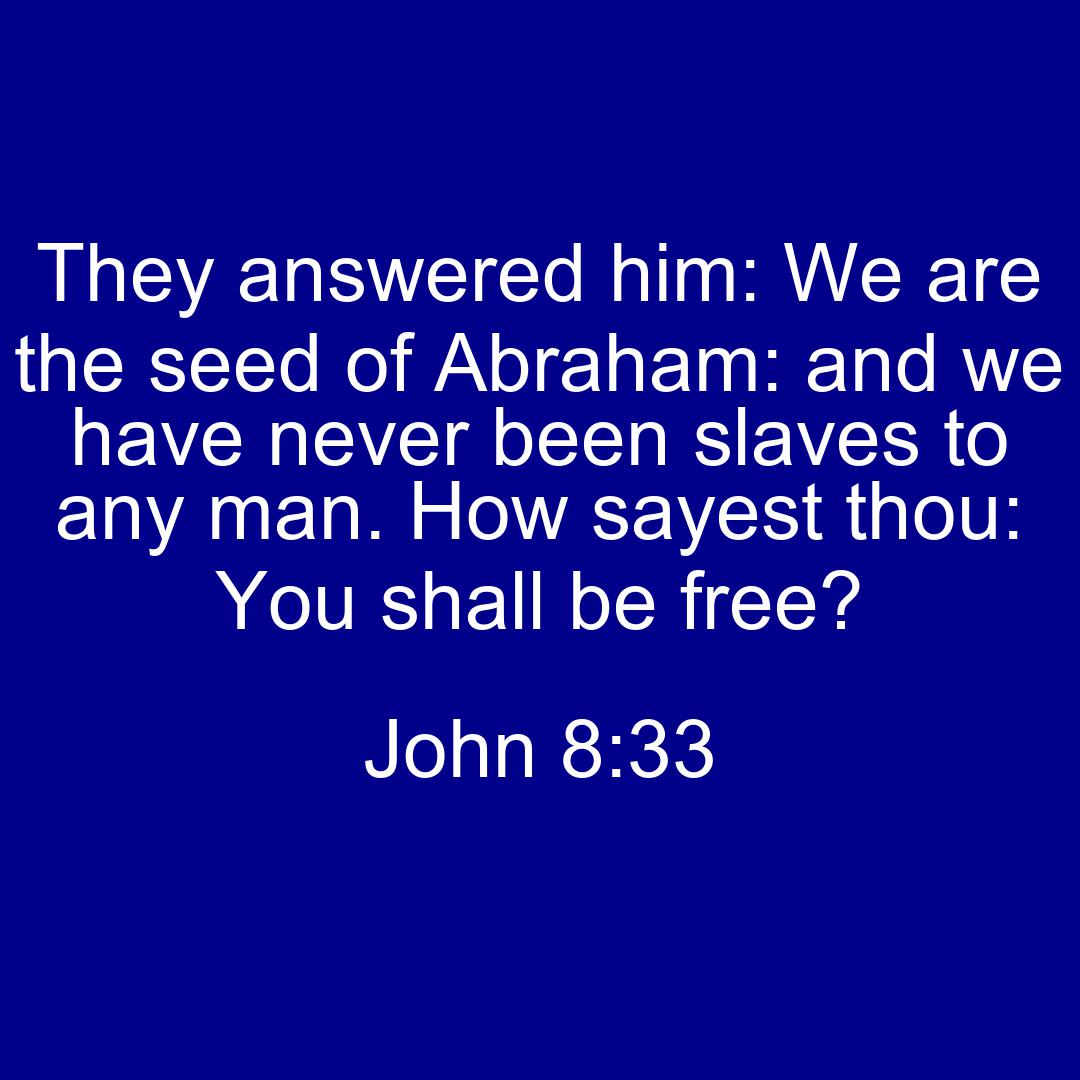 They answered him: We are
the seed of Abraham: and we
have never been slaves to
any man. How sayest thou:
You shall be free?
John 8:33